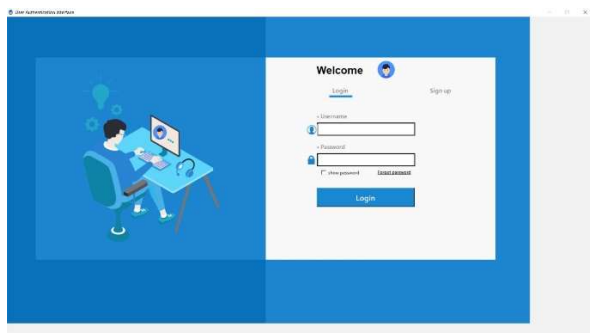 User Authentication Interface
Welcome
Login Sign up
• Username
• Password
show password Forgot password
Login